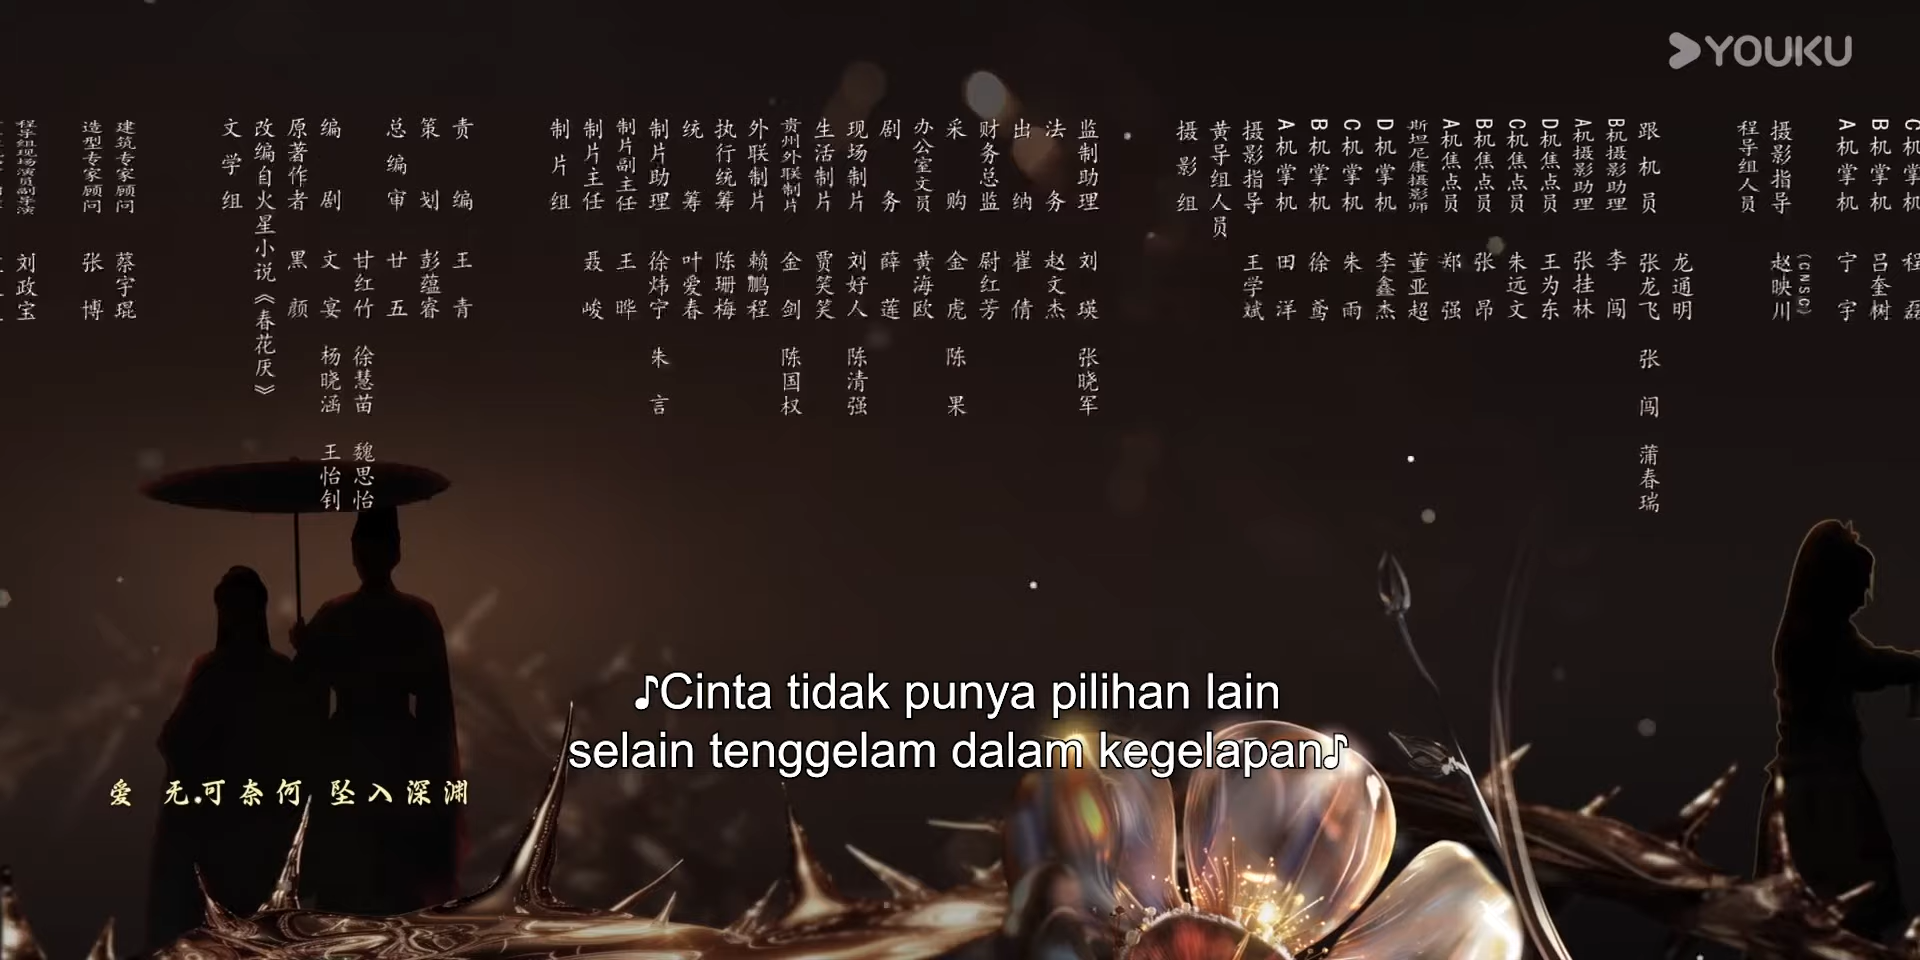 YOUKU
建筑专家顾问 蔡宇琨
造型专家顾问 张博
刘政宝
责编 王青
策划 彭蕴睿
总编审 廿五
甘红竹 徐慧苗 魏思怡
编剧 文宴 杨晓涵 王怡钊
原著作者 黑颜
改编自火星小说《春花厌》
文学组
监制助理 刘瑛 张晓军
法务 赵文杰
出纳 崔倩
财务总监 尉红芳
采购 金虎 陈果
办公室文员 黄海欧
剧务 薛莲
现场制片 刘好人 陈清强
生活制片 贾笑笑
贵州外联制片 金剑 陈国权
外联制片 赖鹏程
执行统筹 陈珊梅
统筹 叶爱春
制片助理 徐炜宁 朱言
制片副主任 王晔
制片主任 聂峻
制片组
龙通明
跟机员 张龙飞 张闯 蒲春瑞
B机摄影助理 李闯
A机摄影助理 张挂林
D机焦点员 王为东
C机焦点员 朱远文
B机焦点员 张昂
A机焦点员 郑强
斯坦尼康摄影师 董亚超
D机掌机 李鑫杰
C机掌机 朱雨
B机掌机 徐鸢
A机掌机 田洋
摄影指导 王学斌
黄导组人员
摄影组
C机掌机 程磊
B机掌机 吕奎树
A机掌机 宁宇
摄影指导 赵映川 (CNSC)
程导组人员
♪Cinta tidak punya pilihan lain
selain tenggelam dalam kegelapan♪
爱 无可奈何 坠入深渊